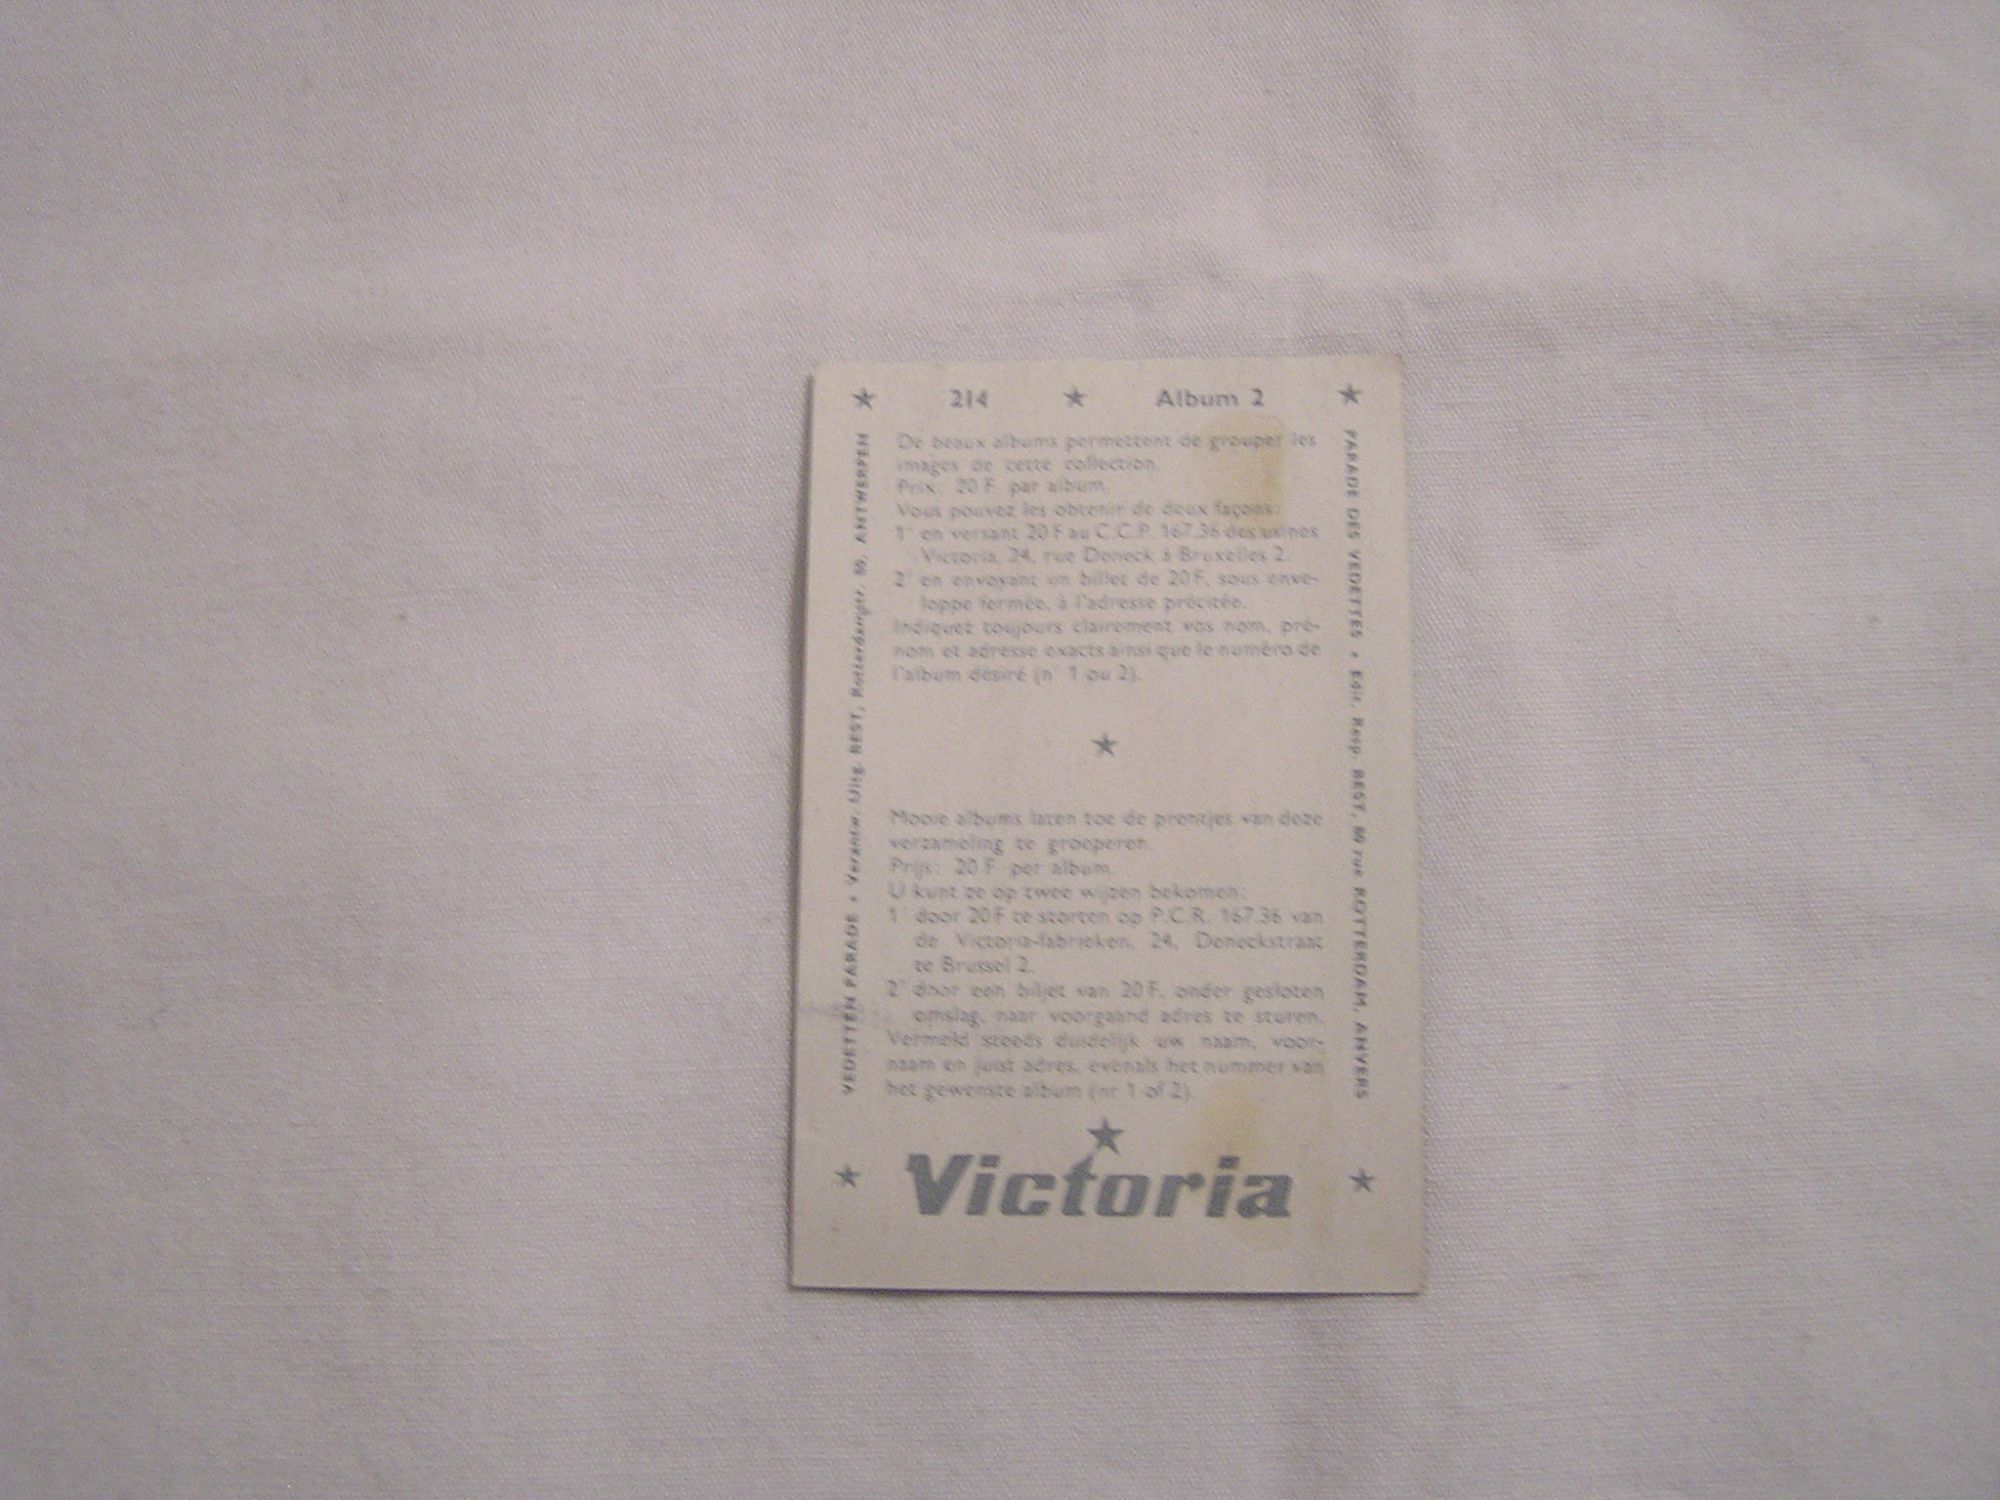 214 Album 2
De beaux albums permettent de grouper les
images de cette collection.
Prix: 20 F par album.
Vous pouvez les obtenir de deux façons:
1° en versant 20 F au C.C.P. 167.36 des usines
Victoria, 24, rue Deneck à Bruxelles 2.
2° en envoyant un billet de 20 F, sous enve-
loppe fermée, à l'adresse précitée.
Indiquez toujours clairement vos nom, pré-
nom et adresse exacts ainsi que le numéro de
l'album désiré (n° 1 ou 2).
Mooie albums laten toe de prentjes van deze
verzameling te groeperen.
Prijs: 20 F per album.
U kunt ze op twee wijzen bekomen:
1° door 20 F te storten op P.C.R. 167.36 van
de Victoria-fabrieken, 24, Deneckstraat
te Brussel 2.
2° door een biljet van 20 F, onder gesloten
omslag, naar voorgaand adres te sturen.
Vermeld steeds duidelijk uw naam, voor-
naam en juist adres, evenals het nummer van
het gewenste album (nr 1 of 2).
Victoria
VEDETTEN PARADE • Verantw. Uitg. BEST, Rotterdamstr. ANTWERPEN
PARADE DES VEDETTES • Edit. Resp. BEST, rue ROTTERDAM, ANVERS